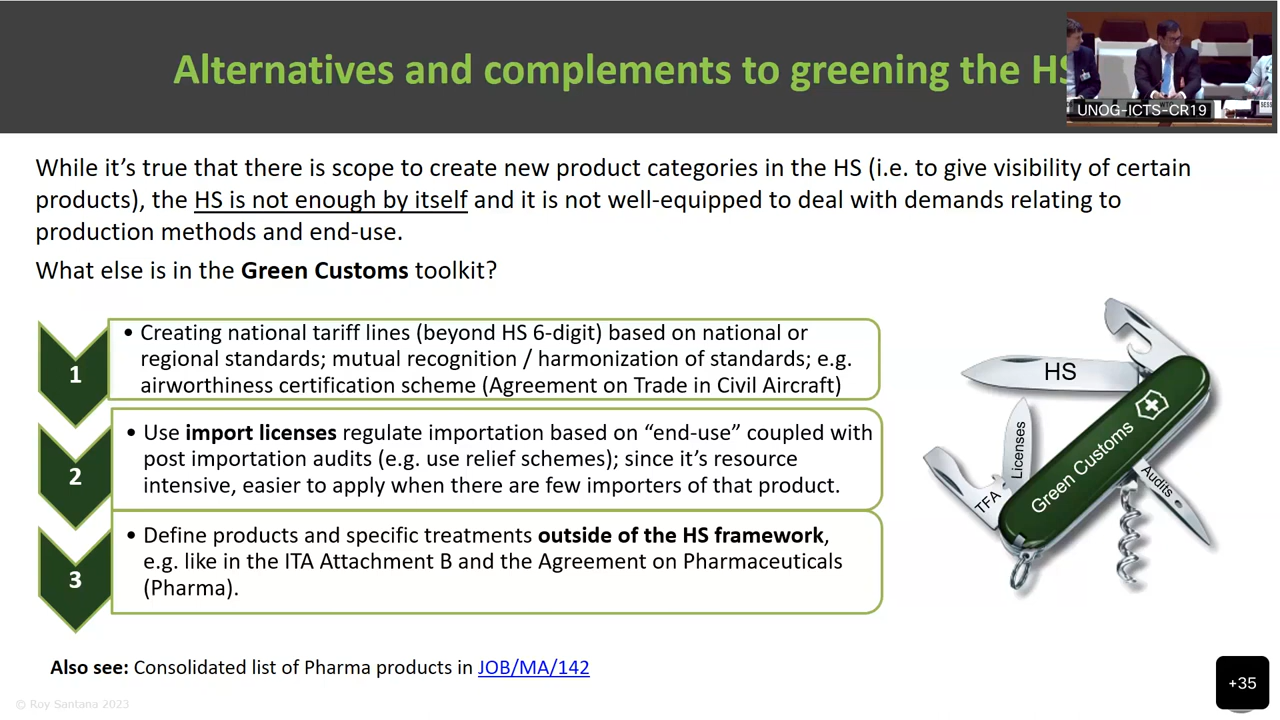 Alternatives and complements to greening the HS
UNOG-ICTS-CR19
While it’s true that there is scope to create new product categories in the HS (i.e. to give visibility of certain
products), the HS is not enough by itself and it is not well-equipped to deal with demands relating to
production methods and end-use.
What else is in the Green Customs toolkit?
1
• Creating national tariff lines (beyond HS 6-digit) based on national or
regional standards; mutual recognition / harmonization of standards; e.g.
airworthiness certification scheme (Agreement on Trade in Civil Aircraft)
2
• Use import licenses regulate importation based on “end-use” coupled with
post importation audits (e.g. use relief schemes); since it’s resource
intensive, easier to apply when there are few importers of that product.
3
• Define products and specific treatments outside of the HS framework,
e.g. like in the ITA Attachment B and the Agreement on Pharmaceuticals
(Pharma).
HS
Licenses
TFA
Green Customs
Audits
Also see: Consolidated list of Pharma products in JOB/MA/142
© Roy Santana 2023
+35